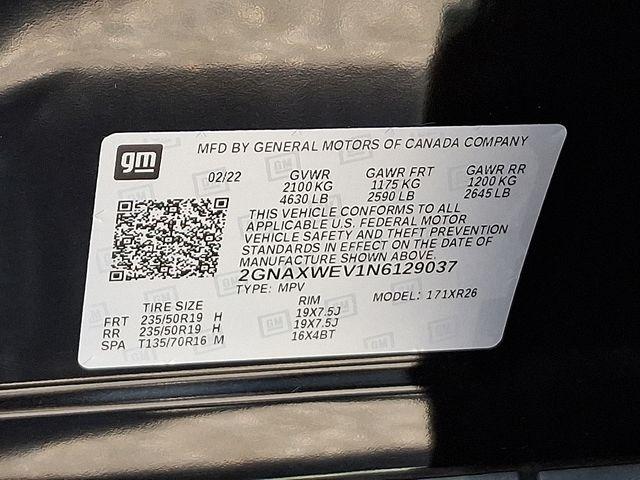 gm
MFD BY GENERAL MOTORS OF CANADA COMPANY
02/22 GVWR GAWR FRT GAWR RR
2100 KG 1175 KG 1200 KG
4630 LB 2590 LB 2645 LB
THIS VEHICLE CONFORMS TO ALL
APPLICABLE U.S. FEDERAL MOTOR
VEHICLE SAFETY AND THEFT PREVENTION
STANDARDS IN EFFECT ON THE DATE OF
MANUFACTURE SHOWN ABOVE.
2GNAXWEV1N6129037
TYPE: MPV MODEL: 171XR26
TIRE SIZE RIM
FRT 235/50R19 H 19X7.5J
RR 235/50R19 H 19X7.5J
SPA T135/70R16 M 16X4BT